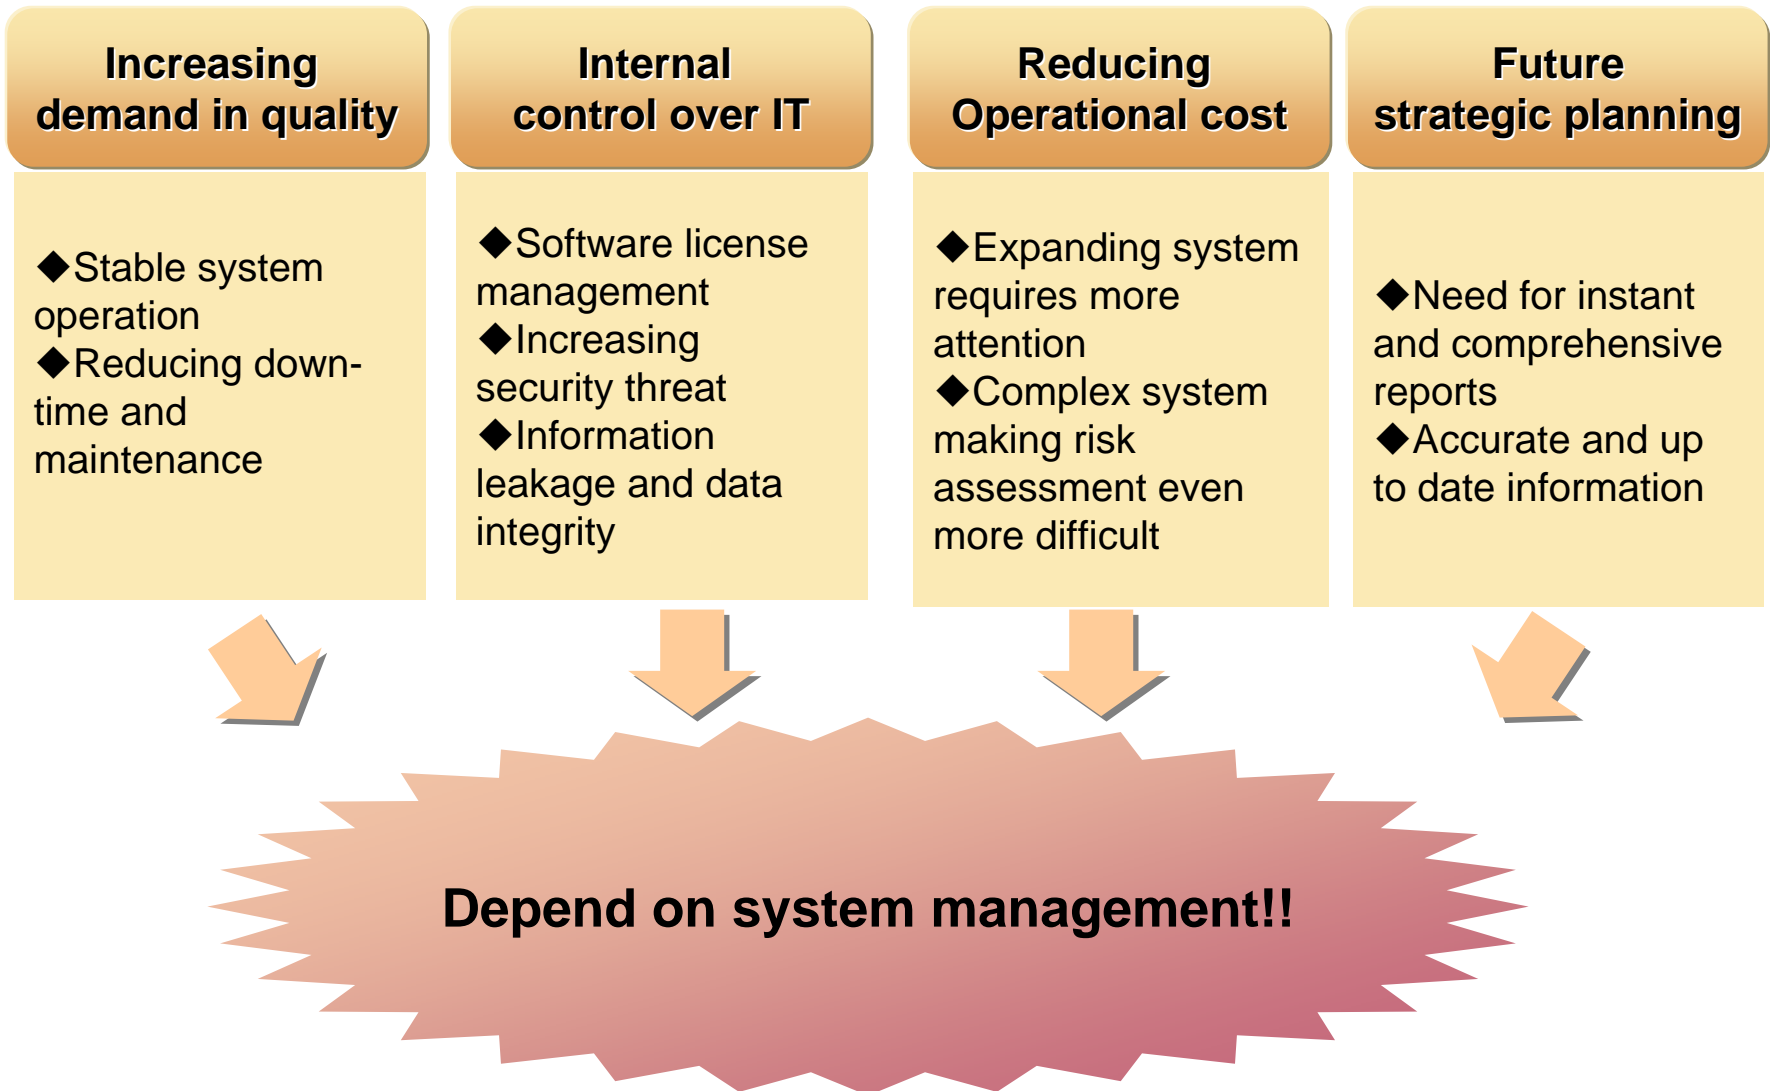 Increasing
demand in quality
◆Stable system
operation
◆Reducing down-
time and
maintenance
Internal
control over IT
◆Software license
management
◆Increasing
security threat
◆Information
leakage and data
integrity
Reducing
Operational cost
◆Expanding system
requires more
attention
◆Complex system
making risk
assessment even
more difficult
Future
strategic planning
◆Need for instant
and comprehensive
reports
◆Accurate and up
to date information
Depend on system management!!